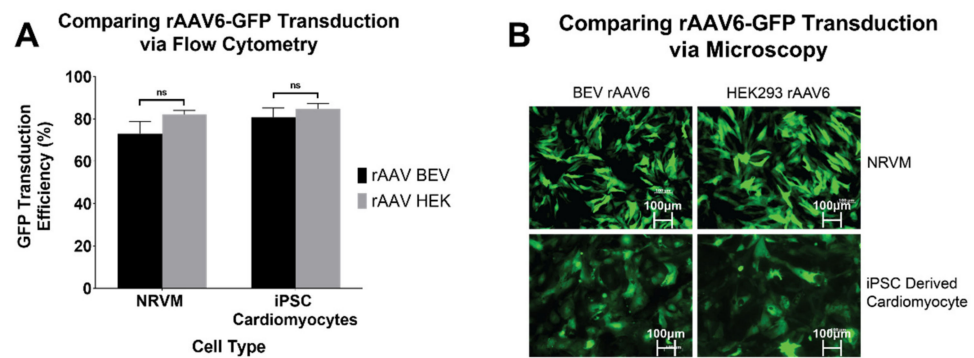 A
Comparing rAAV6-GFP Transduction
via Flow Cytometry
GFP Transduction
Efficiency (%)
100
80
60
40
20
0
ns
ns
rAAV BEV
rAAV HEK
NRVM
iPSC
Cardiomyocytes
Cell Type
B
Comparing rAAV6-GFP Transduction
via Microscopy
BEV rAAV6
HEK293 rAAV6
100μm
100μm
NRVM
100μm
100μm
iPSC Derived
Cardiomyocyte